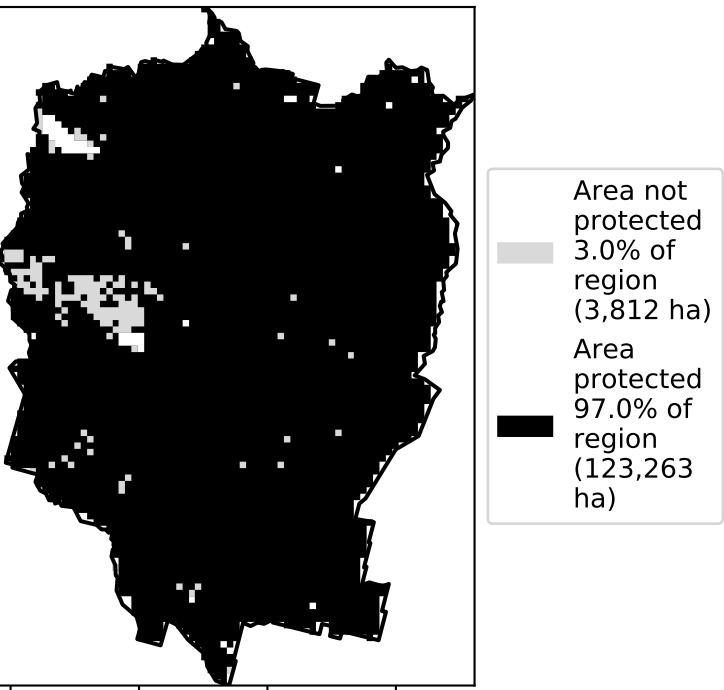 Area not
protected
3.0% of
region
(3,812 ha)
Area
protected
97.0% of
region
(123,263
ha)